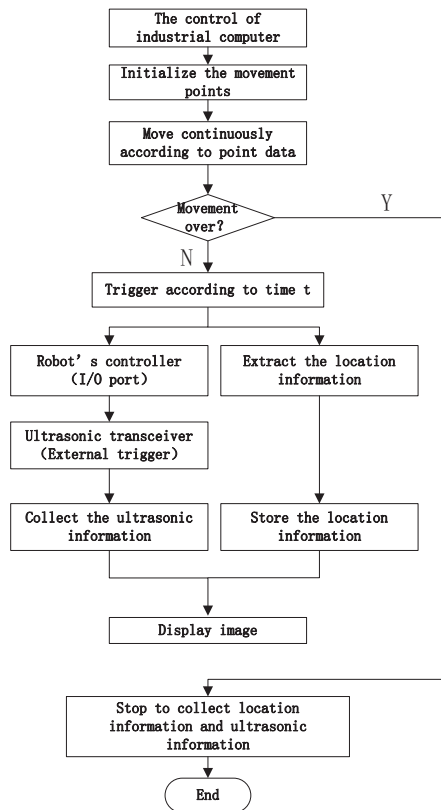 The control of
industrial computer
Initialize the movement
points
Move continuously
according to point data
Movement
over?
Y
N
Trigger according to time t
Robot's controller
(I/O port)
Extract the location
information
Ultrasonic transceiver
(External trigger)
Collect the ultrasonic
information
Store the location
information
Display image
Stop to collect location
information and ultrasonic
information
End